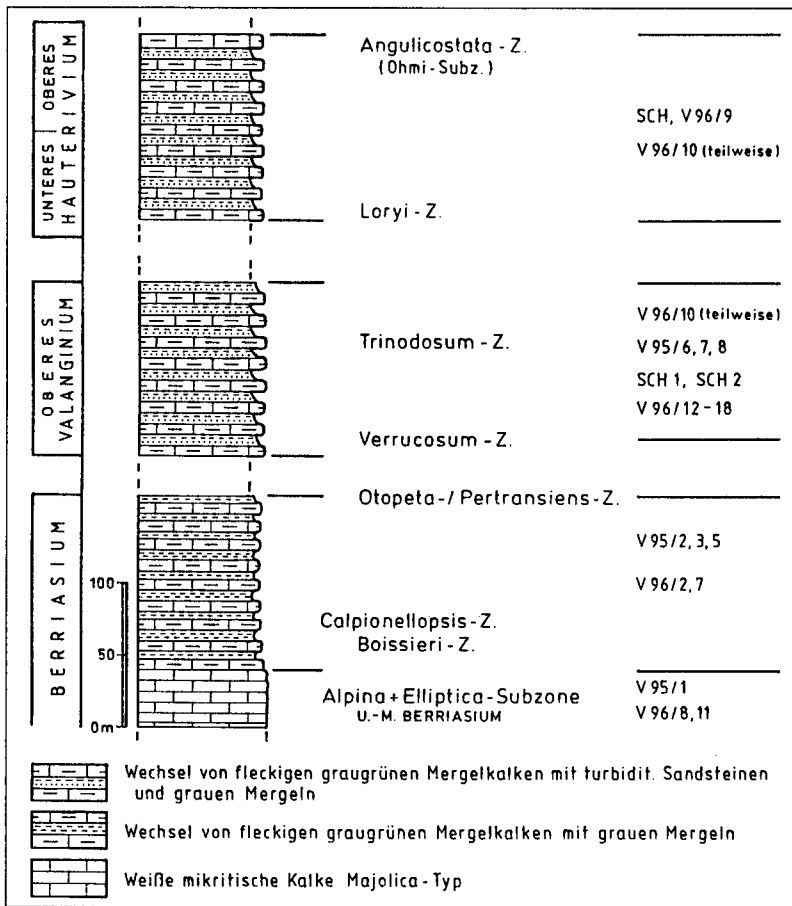 UNTERES OBERES
HAUTERIVIUM
Angulicostata - Z.
(Ohmi - Subz.)
SCH, V 96/9
V 96/10 (teilweise)
Loryi - Z.
OBERES
VALANGINIUM
V 96/10 (teilweise)
Trinodosum - Z.
V 95/6, 7, 8
SCH 1, SCH 2
V 96/12 - 18
Verrucosum - Z.
BERRIASIUM
Otopeta - / Pertransiens - Z.
V 95/2, 3, 5
100
V 96/2, 7
Calpionellopsis - Z.
Boissieri - Z.
50
Alpina + Elliptica - Subzone
U.-M. BERRIASIUM
V 95/1
V 96/8, 11
0m
Wechsel von fleckigen graugrünen Mergelkalken mit turbidit. Sandsteinen
und grauen Mergeln
Wechsel von fleckigen graugrünen Mergelkalken mit grauen Mergeln
Weiße mikritische Kalke Majolica - Typ